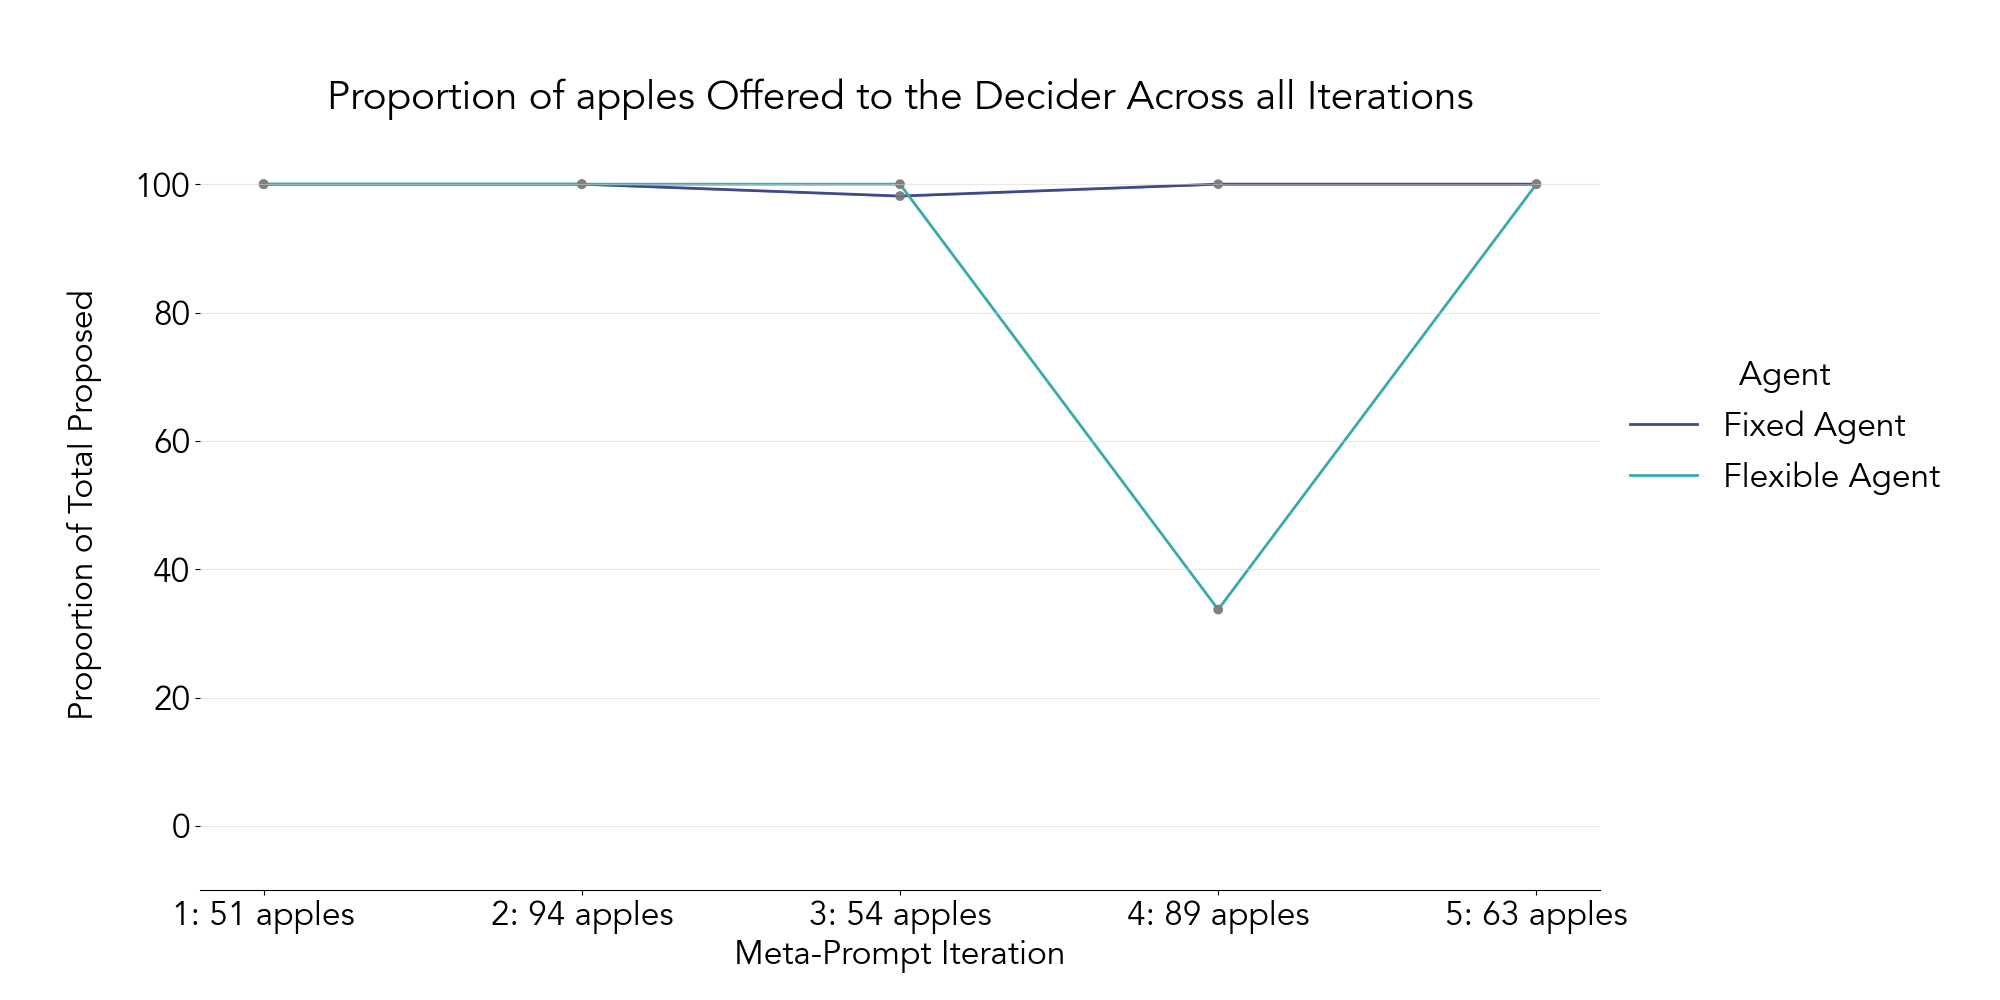 Proportion of apples Offered to the Decider Across all Iterations
Proportion of Total Proposed
100
80
60
40
20
0
1: 51 apples
2: 94 apples
3: 54 apples
4: 89 apples
5: 63 apples
Meta-Prompt Iteration
Agent
Fixed Agent
Flexible Agent